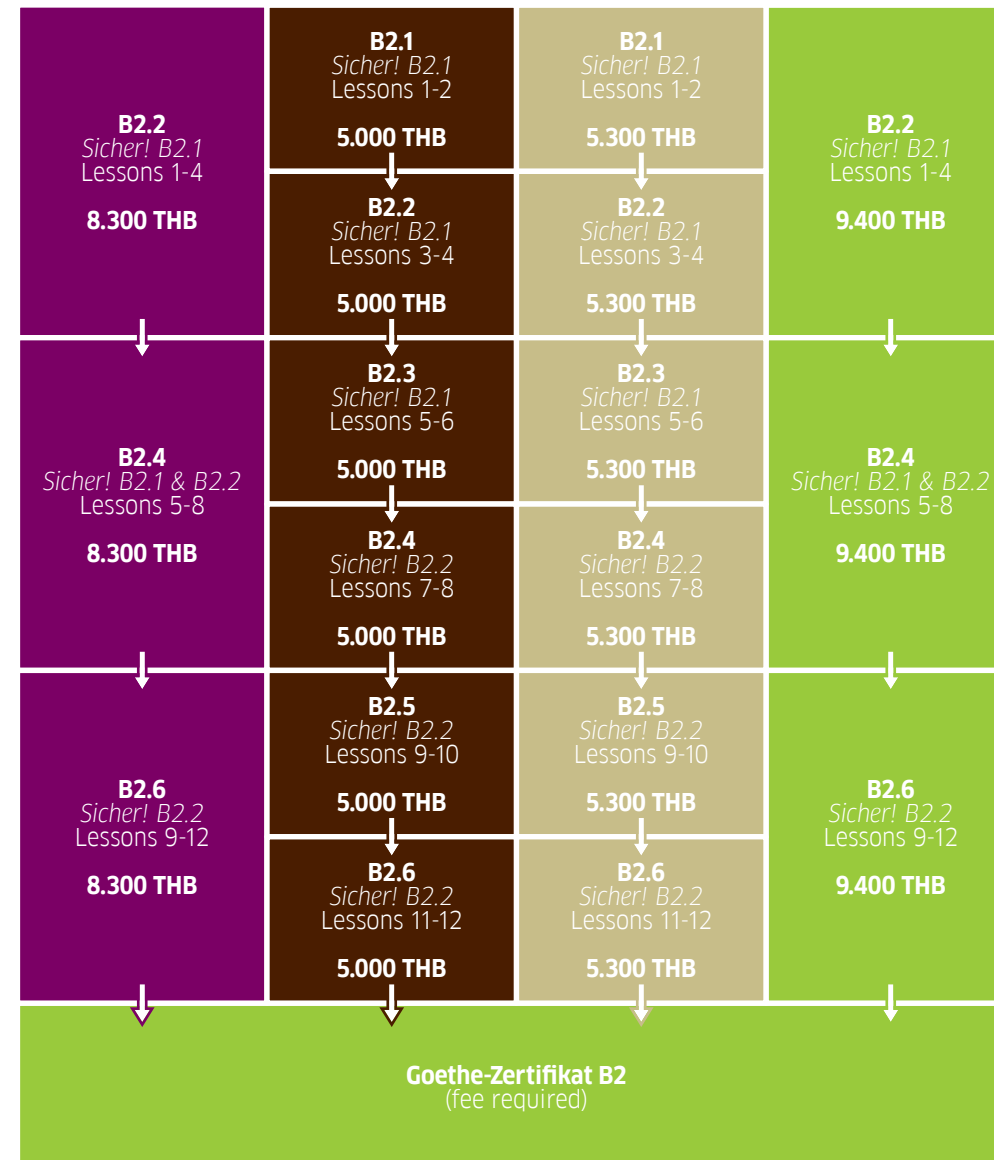 B2.2
Sicher! B2.1
Lessons 1-4
8.300 THB
B2.4
Sicher! B2.1 & B2.2
Lessons 5-8
8.300 THB
B2.6
Sicher! B2.2
Lessons 9-12
8.300 THB
B2.1
Sicher! B2.1
Lessons 1-2
5.000 THB
B2.2
Sicher! B2.1
Lessons 3-4
5.000 THB
B2.3
Sicher! B2.1
Lessons 5-6
5.000 THB
B2.4
Sicher! B2.2
Lessons 7-8
5.000 THB
B2.5
Sicher! B2.2
Lessons 9-10
5.000 THB
B2.6
Sicher! B2.2
Lessons 11-12
5.000 THB
B2.1
Sicher! B2.1
Lessons 1-2
5.300 THB
B2.2
Sicher! B2.1
Lessons 3-4
5.300 THB
B2.3
Sicher! B2.1
Lessons 5-6
5.300 THB
B2.4
Sicher! B2.2
Lessons 7-8
5.300 THB
B2.5
Sicher! B2.2
Lessons 9-10
5.300 THB
B2.6
Sicher! B2.2
Lessons 11-12
5.300 THB
B2.2
Sicher! B2.1
Lessons 1-4
9.400 THB
B2.4
Sicher! B2.1 & B2.2
Lessons 5-8
9.400 THB
B2.6
Sicher! B2.2
Lessons 9-12
9.400 THB
Goethe-Zertifikat B2
(fee required)